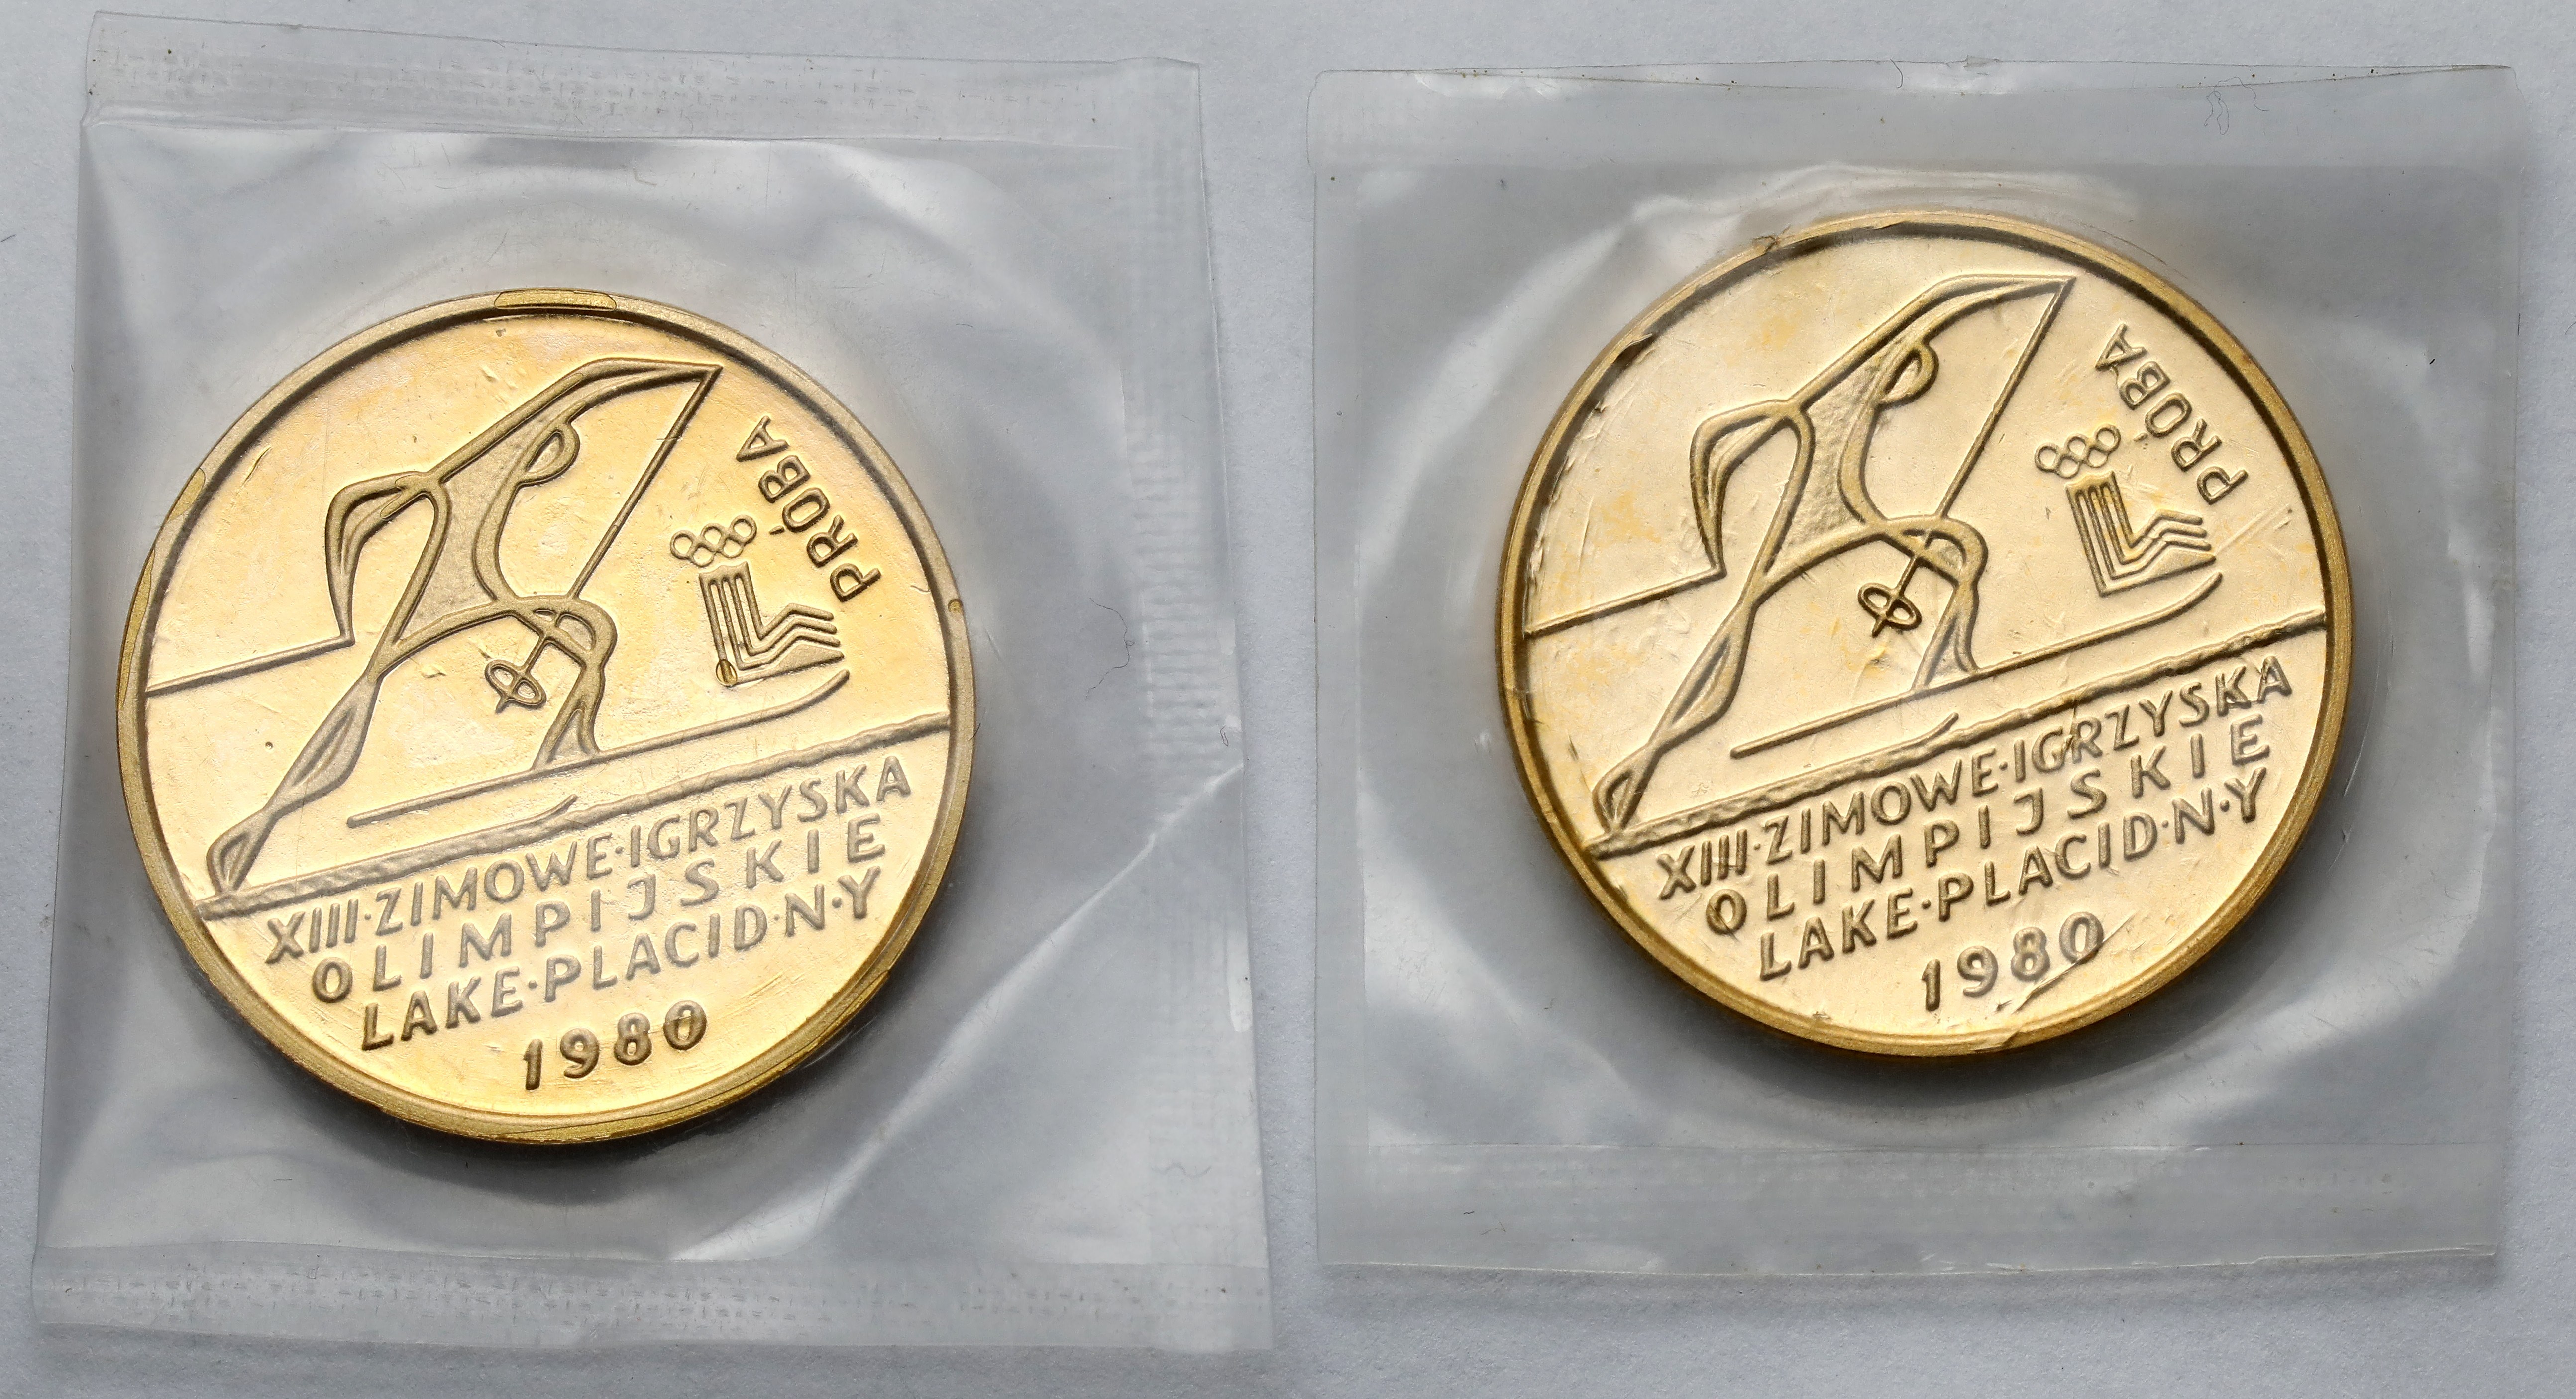 PRÓBA
XIII·ZIMOWE·IGRZYSKA
OLIMPIJSKIE
LAKE·PLACID·N·Y
1980
PRÓBA
XIII·ZIMOWE·IGRZYSKA
OLIMPIJSKIE
LAKE·PLACID·N·Y
1980